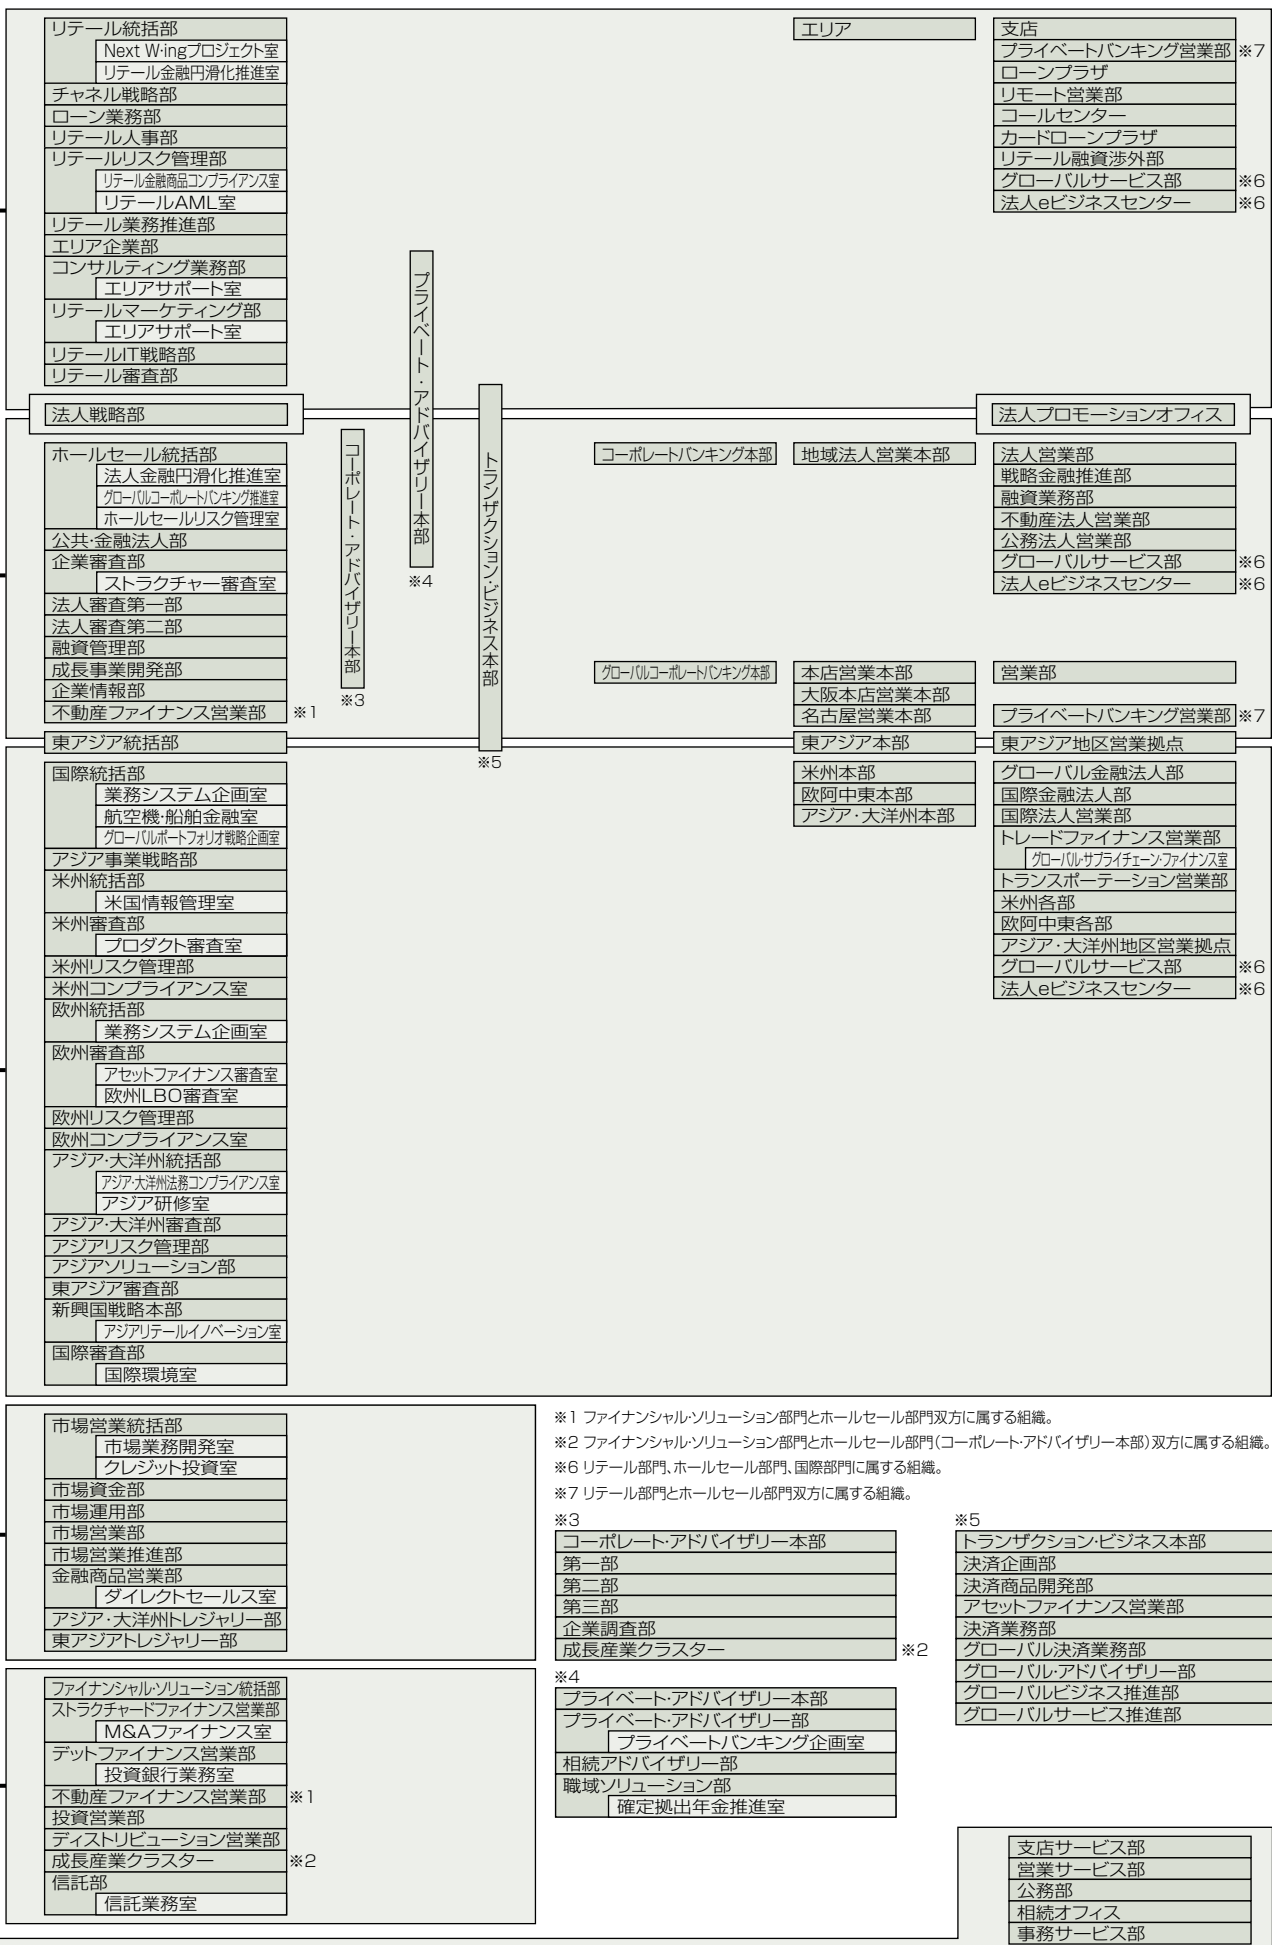 リテール統括部
Next W·ingプロジェクト室
リテール金融円滑化推進室
チャネル戦略部
ローン業務部
リテール人事部
リテールリスク管理部
リテール金融商品コンプライアンス室
リテールAML室
リテール業務推進部
エリア企業部
コンサルティング業務部
エリアサポート室
リテールマーケティング部
エリアサポート室
リテールIT戦略部
リテール審査部
エリア
支店
プライベートバンキング営業部 ※7
ローンプラザ
リモート営業部
コールセンター
カードローンプラザ
リテール融資渉外部
グローバルサービス部 ※6
法人eビジネスセンター ※6
法人戦略部
法人プロモーションオフィス
プライベート・アドバイザリー本部
※4
トランザクション・ビジネス本部
※5
コーポレート・アドバイザリー本部
※3
ホールセール統括部
法人金融円滑化推進室
グローバルコーポレートバンキング推進室
ホールセールリスク管理室
公共・金融法人部
企業審査部
ストラクチャー審査室
法人審査第一部
法人審査第二部
融資管理部
成長事業開発部
企業情報部
不動産ファイナンス営業部 ※1
コーポレートバンキング本部
地域法人営業本部
法人営業部
戦略金融推進部
融資業務部
不動産法人営業部
公務法人営業部
グローバルサービス部 ※6
法人eビジネスセンター ※6
グローバルコーポレートバンキング本部
本店営業本部
大阪本店営業本部
名古屋営業本部
営業部
プライベートバンキング営業部 ※7
東アジア統括部
東アジア本部
東アジア地区営業拠点
国際統括部
業務システム企画室
航空機・船舶金融室
グローバルポートフォリオ戦略企画室
アジア事業戦略部
米州統括部
米国情報管理室
米州審査部
プロダクト審査室
米州リスク管理部
米州コンプライアンス室
欧州統括部
業務システム企画室
欧州審査部
アセットファイナンス審査室
欧州LBO審査室
欧州リスク管理部
欧州コンプライアンス室
アジア・大洋州統括部
アジア・大洋州法務コンプライアンス室
アジア研修室
アジア・大洋州審査部
アジアリスク管理部
アジアソリューション部
東アジア審査部
新興国戦略本部
アジアリテールイノベーション室
国際審査部
国際環境室
米州本部
欧阿中東本部
アジア・大洋州本部
グローバル金融法人部
国際金融法人部
国際法人営業部
トレードファイナンス営業部
グローバル・サプライチェーン・ファイナンス室
トランスポーテーション営業部
米州各部
欧阿中東各部
アジア・大洋州地区営業拠点
グローバルサービス部 ※6
法人eビジネスセンター ※6
市場営業統括部
市場業務開発室
クレジット投資室
市場資金部
市場運用部
市場営業部
市場営業推進部
金融商品営業部
ダイレクトセールス室
アジア・大洋州トレジャリー部
東アジアトレジャリー部
ファイナンシャル・ソリューション統括部
ストラクチャードファイナンス営業部
M&Aファイナンス室
デットファイナンス営業部
投資銀行業務室
不動産ファイナンス営業部 ※1
投資営業部
ディストリビューション営業部
成長産業クラスター ※2
信託部
信託業務室
※1 ファイナンシャル・ソリューション部門とホールセール部門双方に属する組織。
※2 ファイナンシャル・ソリューション部門とホールセール部門（コーポレート・アドバイザリー本部）双方に属する組織。
※6 リテール部門、ホールセール部門、国際部門に属する組織。
※7 リテール部門とホールセール部門双方に属する組織。
※3
コーポレート・アドバイザリー本部
第一部
第二部
第三部
企業調査部
成長産業クラスター ※2
※4
プライベート・アドバイザリー本部
プライベート・アドバイザリー部
プライベートバンキング企画室
相続アドバイザリー部
職域ソリューション部
確定拠出年金推進室
※5
トランザクション・ビジネス本部
決済企画部
決済商品開発部
アセットファイナンス営業部
決済業務部
グローバル決済業務部
グローバル・アドバイザリー部
グローバルビジネス推進部
グローバルサービス推進部
支店サービス部
営業サービス部
公務部
相続オフィス
事務サービス部